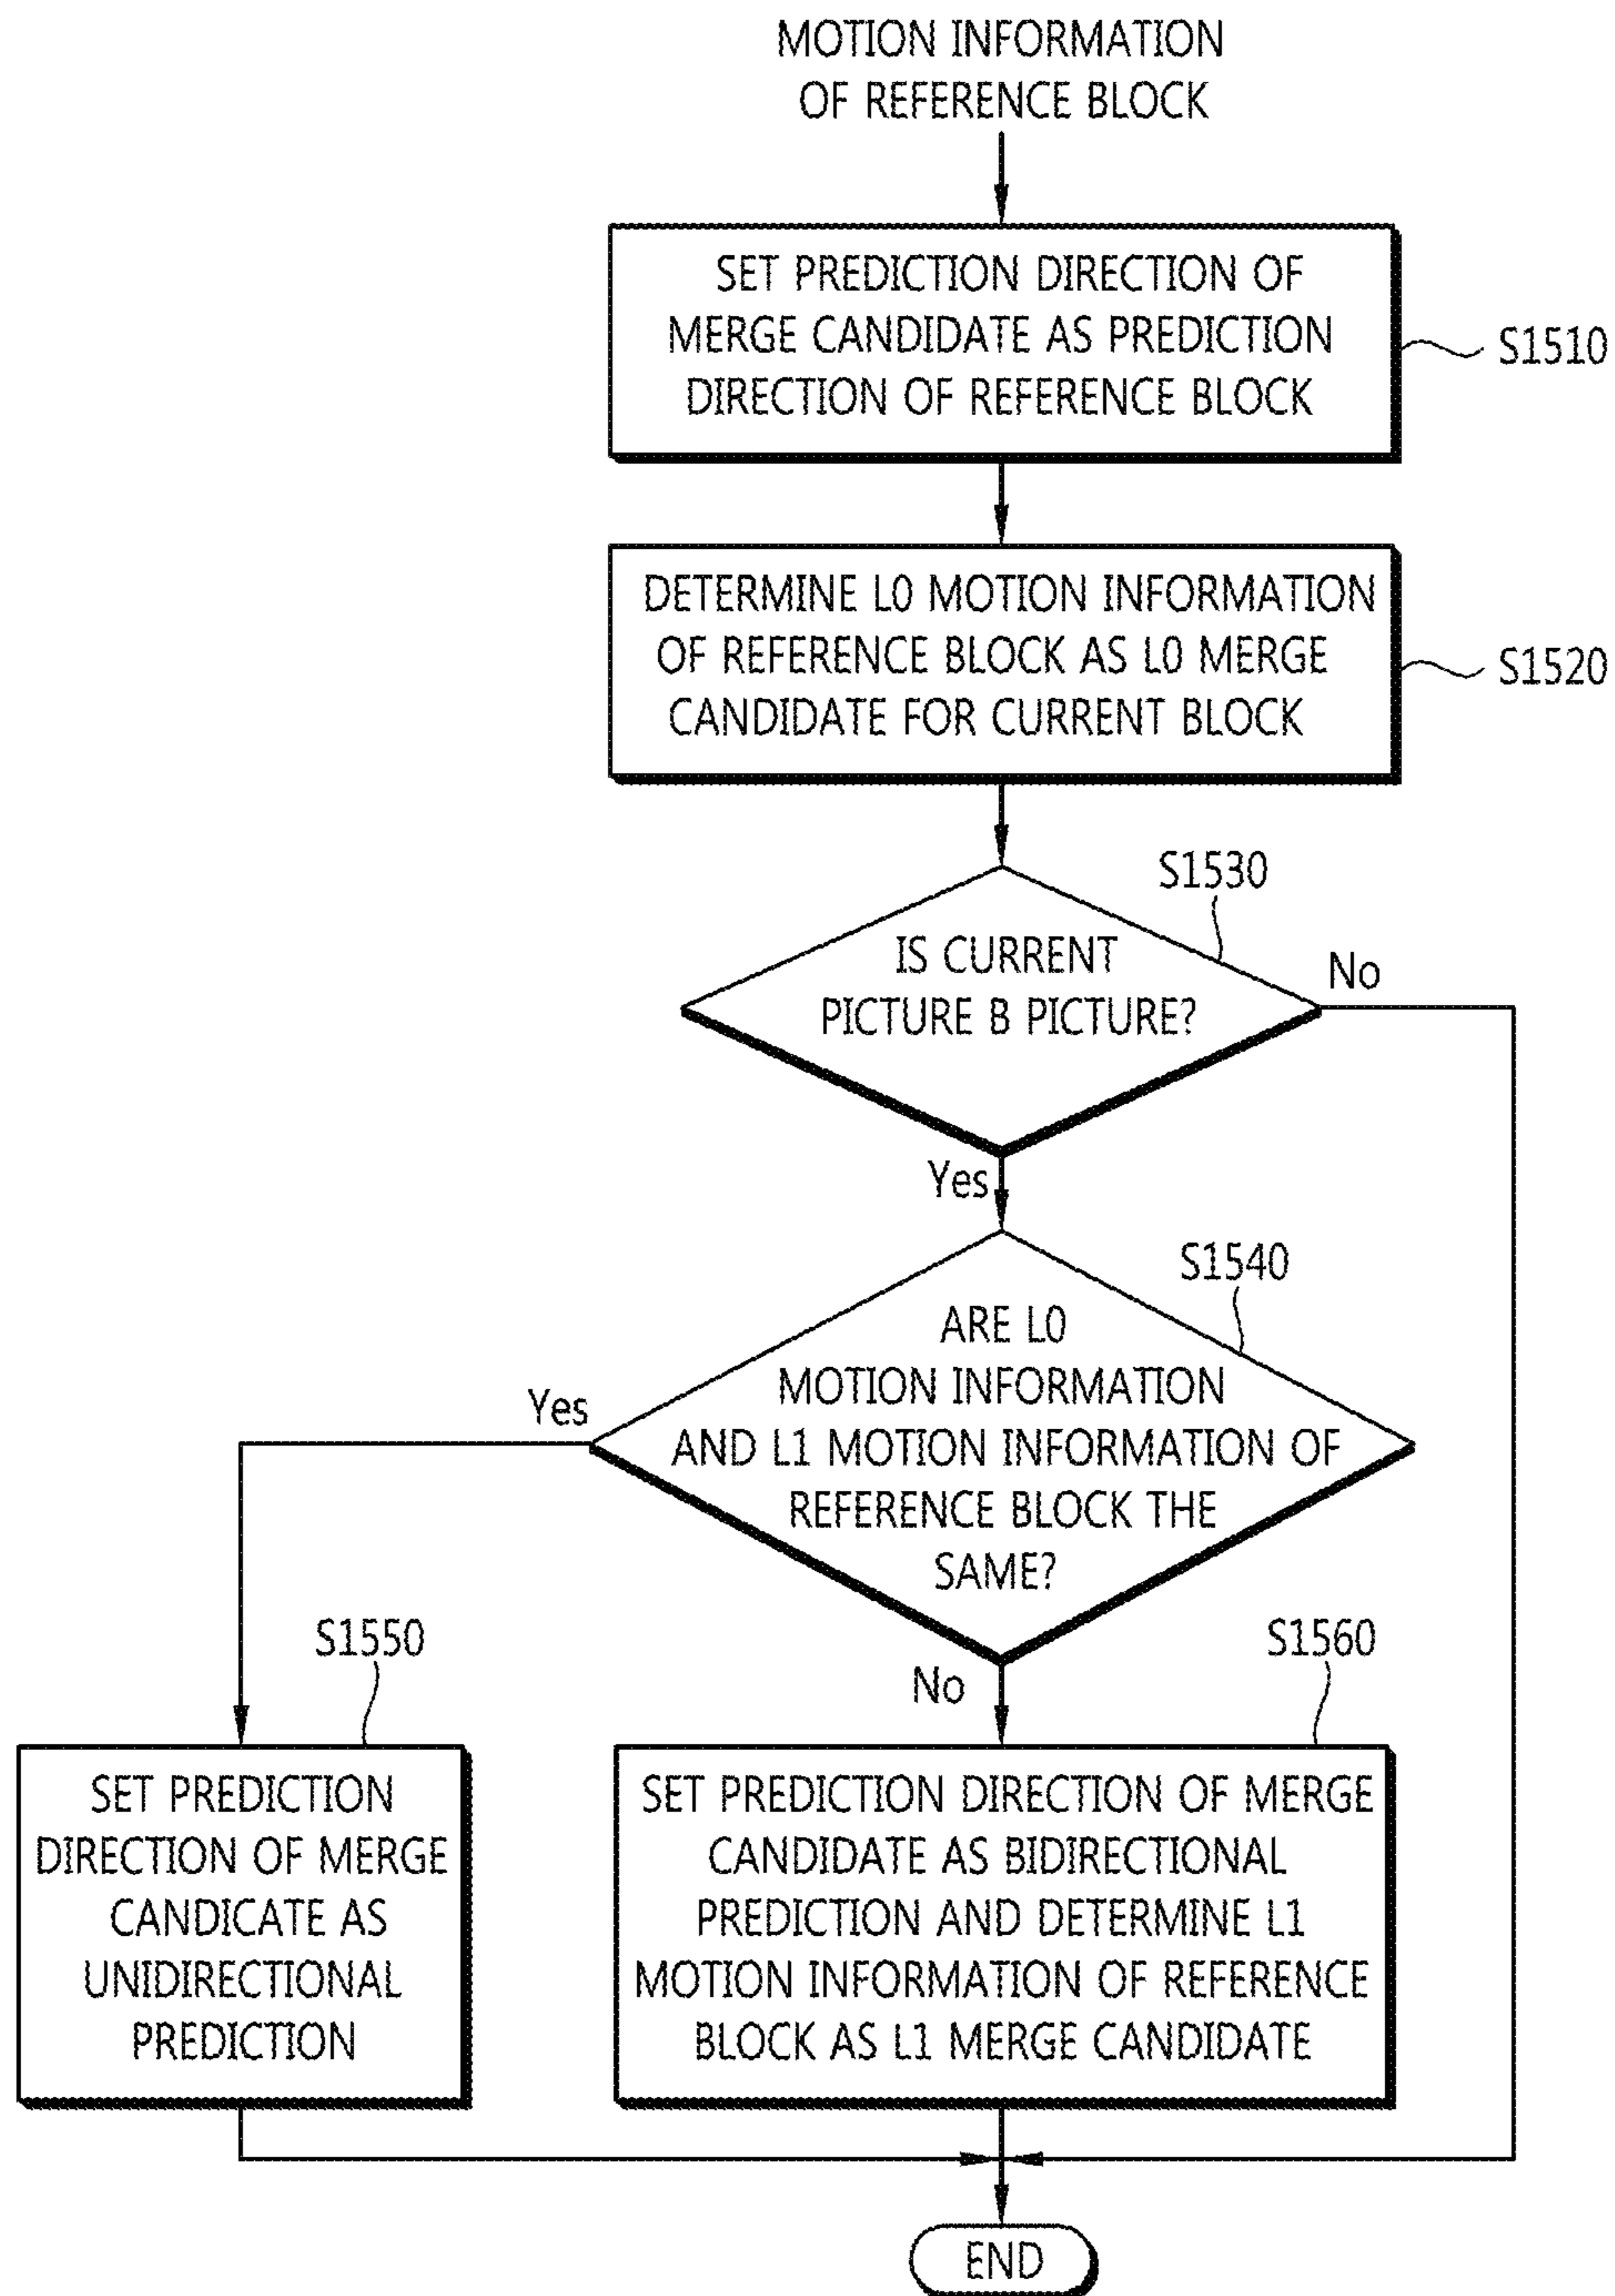 MOTION INFORMATION
OF REFERENCE BLOCK
SET PREDICTION DIRECTION OF
MERGE CANDIDATE AS PREDICTION
DIRECTION OF REFERENCE BLOCK
S1510
DETERMINE L0 MOTION INFORMATION
OF REFERENCE BLOCK AS L0 MERGE
CANDIDATE FOR CURRENT BLOCK
S1520
S1530
IS CURRENT
PICTURE B PICTURE?
No
Yes
S1540
ARE L0
MOTION INFORMATION
AND L1 MOTION INFORMATION OF
REFERENCE BLOCK THE
SAME?
Yes
No
S1550
SET PREDICTION
DIRECTION OF MERGE
CANDICATE AS
UNIDIRECTIONAL
PREDICTION
S1560
SET PREDICTION DIRECTION OF MERGE
CANDIDATE AS BIDIRECTIONAL
PREDICTION AND DETERMINE L1
MOTION INFORMATION OF REFERENCE
BLOCK AS L1 MERGE CANDIDATE
END